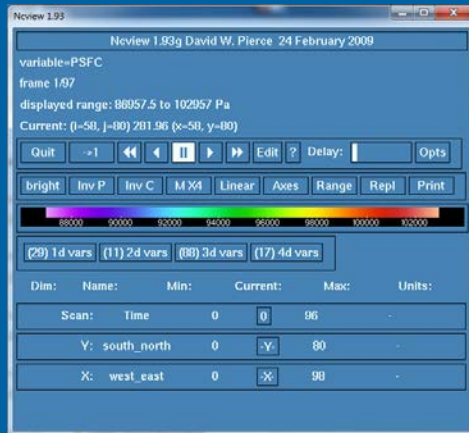 Ncview 1.93
Ncview 1.93g David W. Pierce 24 February 2009
variable=PSFC
frame 1/97
displayed range: 86957.5 to 102957 Pa
Current: (i=58, j=80) 281.96 (x=58, y=80)
Quit ->1 Edit ? Delay: Opts
bright Inv P Inv C M X4 Linear Axes Range Repl Print
88000 90000 92000 94000 96000 98000 100000 102000
(29) 1d vars (11) 2d vars (88) 3d vars (17) 4d vars
Dim: Name: Min: Current: Max: Units:
Scan: Time 0 0 96 -
Y: south_north 0 -Y- 80 -
X: west_east 0 -X- 98 -